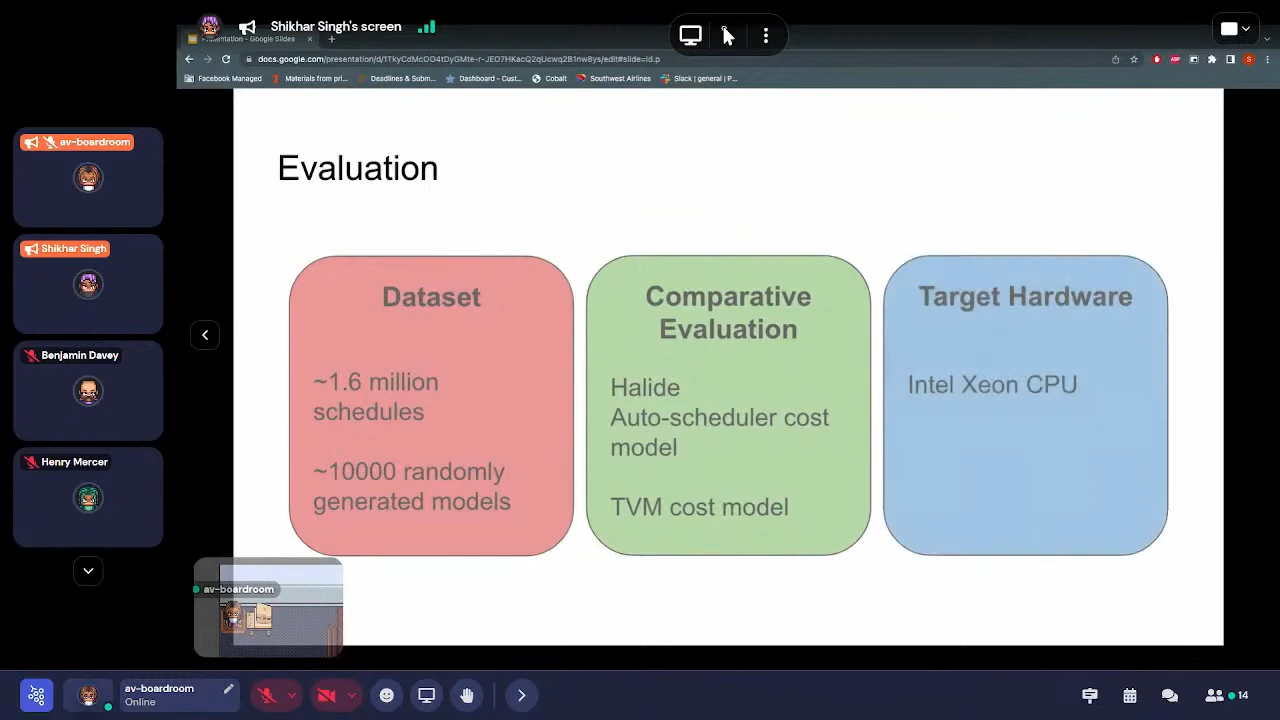 Shikhar Singh's screen
Presentation - Google Slides
docs.google.com/presentation/d/1TkyCdMcOO4tDyGMte-r-JEO7HKacQ2qUcwq2B1nw8ys/edit#slide=id.p
Facebook Managed
Materials from pri...
Deadlines & Subm...
Dashboard - Cust...
Cobalt
Southwest Airlines
Slack | general | P...
av-boardroom
Shikhar Singh
Benjamin Davey
Henry Mercer
Evaluation
Dataset
~1.6 million
schedules
~10000 randomly
generated models
Comparative
Evaluation
Halide
Auto-scheduler cost
model
TVM cost model
Target Hardware
Intel Xeon CPU
av-boardroom
av-boardroom
Online
14